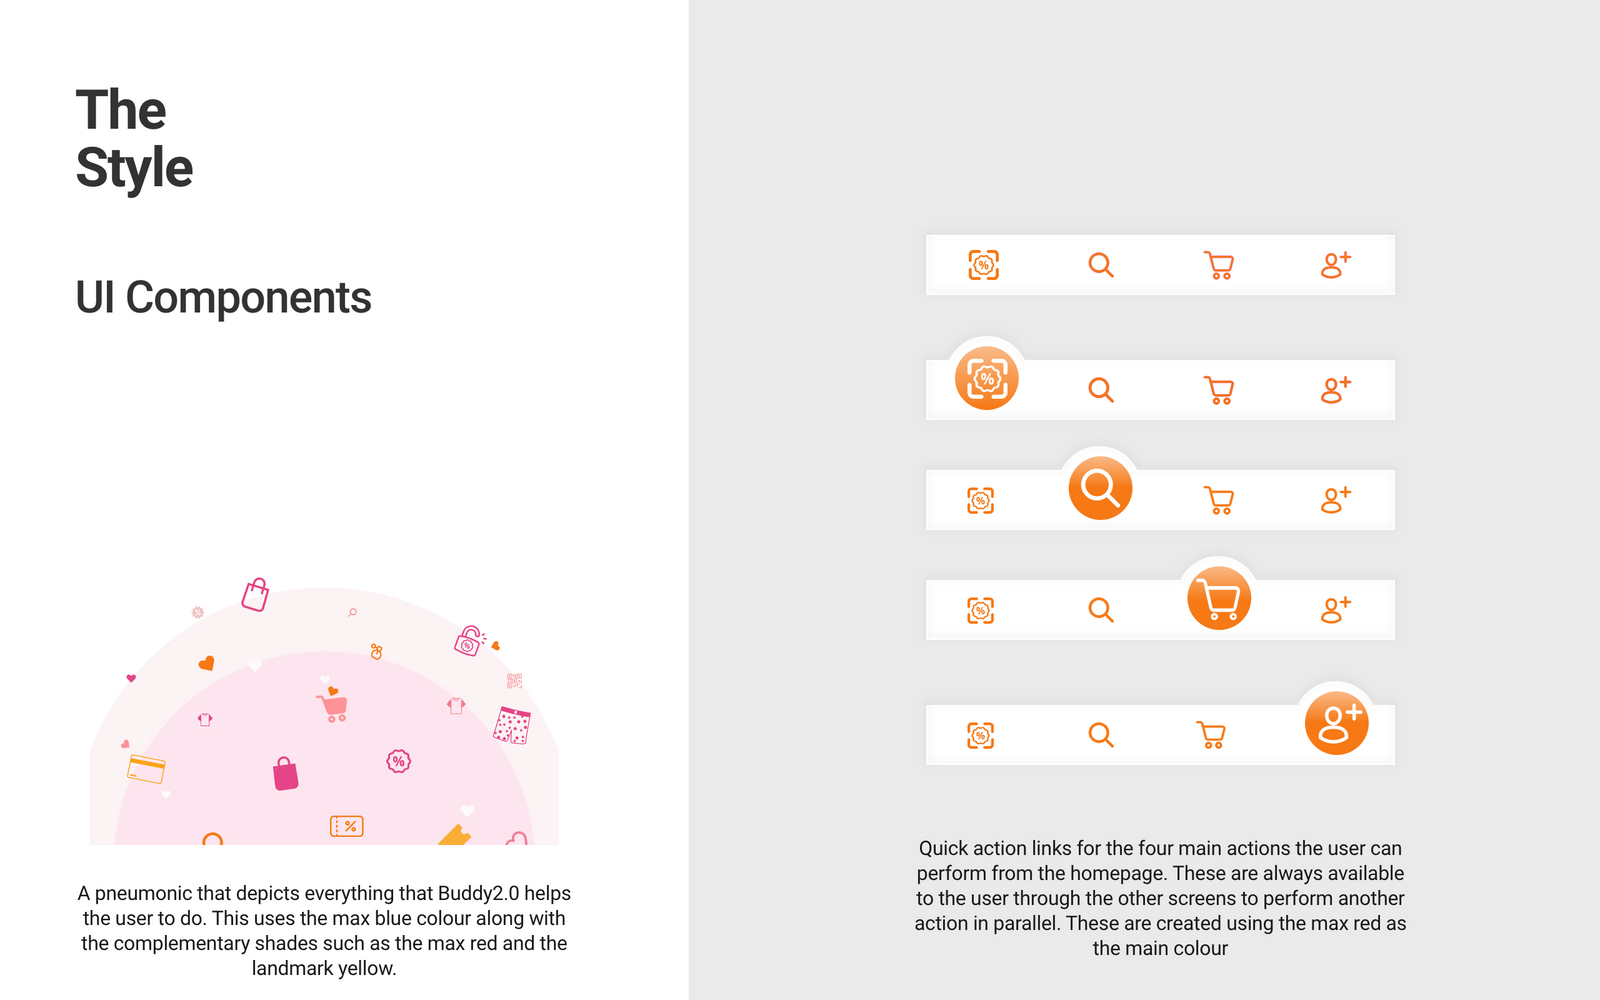 The
Style
UI Components
A pneumonic that depicts everything that Buddy2.0 helps
the user to do. This uses the max blue colour along with
the complementary shades such as the max red and the
landmark yellow.
Quick action links for the four main actions the user can
perform from the homepage. These are always available
to the user through the other screens to perform another
action in parallel. These are created using the max red as
the main colour